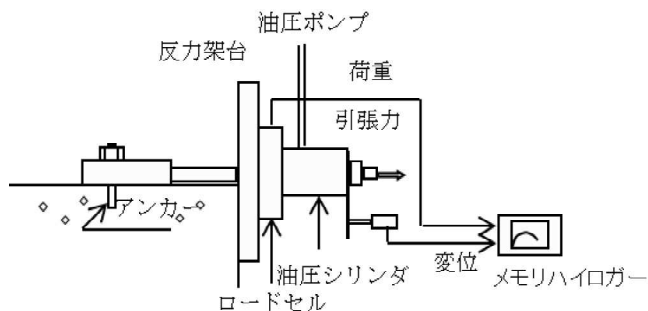 油圧ポンプ
反力架台
荷重
引張力
アンカー
油圧シリンダ
変位
メモリハイロガー
ロードセル